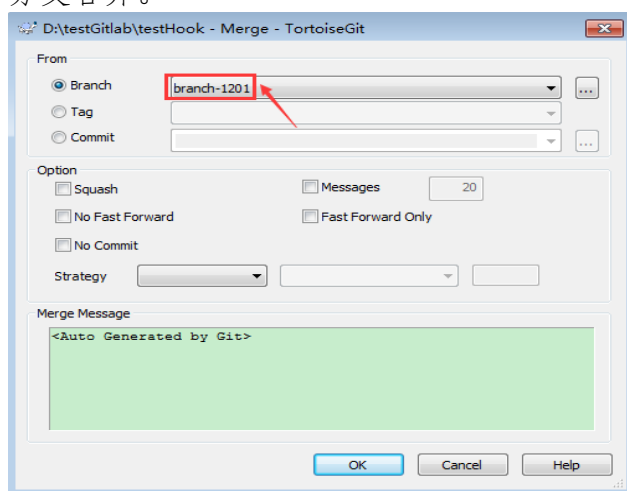 D:\testGitlab\testHook - Merge - TortoiseGit
From
Branch
branch-1201
...
Tag
Commit
...
Option
Squash
Messages
20
No Fast Forward
Fast Forward Only
No Commit
Strategy
Merge Message
<Auto Generated by Git>
OK
Cancel
Help